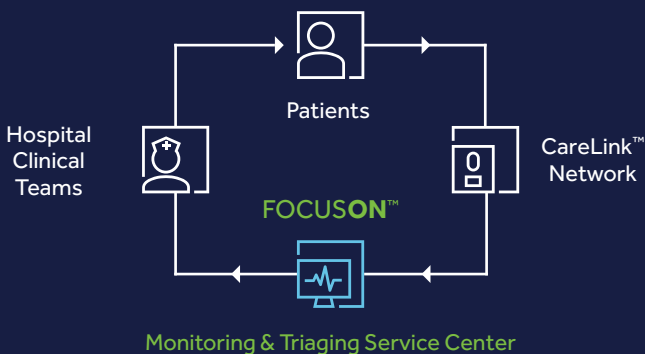 Patients
Hospital
Clinical
Teams
CareLink™
Network
FOCUSON™
Monitoring & Triaging Service Center